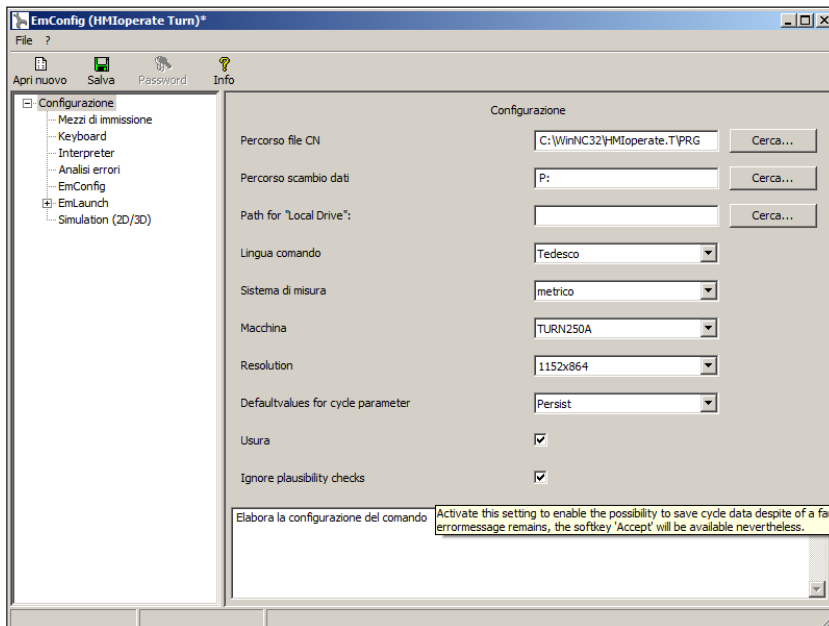 EmConfig (HMIoperate Turn)*
File ?
Apri nuovo Salva Password Info
Configurazione
Mezzi di immissione
Keyboard
Interpreter
Analisi errori
EmConfig
EmLaunch
Simulation (2D/3D)
Configurazione
Percorso file CN C:\WinNC32\HMIoperate.T\PRG Cerca...
Percorso scambio dati P: Cerca...
Path for "Local Drive": Cerca...
Lingua comando Tedesco
Sistema di misura metrico
Macchina TURN250A
Resolution 1152x864
Defaultvalues for cycle parameter Persist
Usura
Ignore plausibility checks
Elabora la configurazione del comando
Activate this setting to enable the possibility to save cycle data despite of a
errormessage remains, the softkey 'Accept' will be available nevertheless.